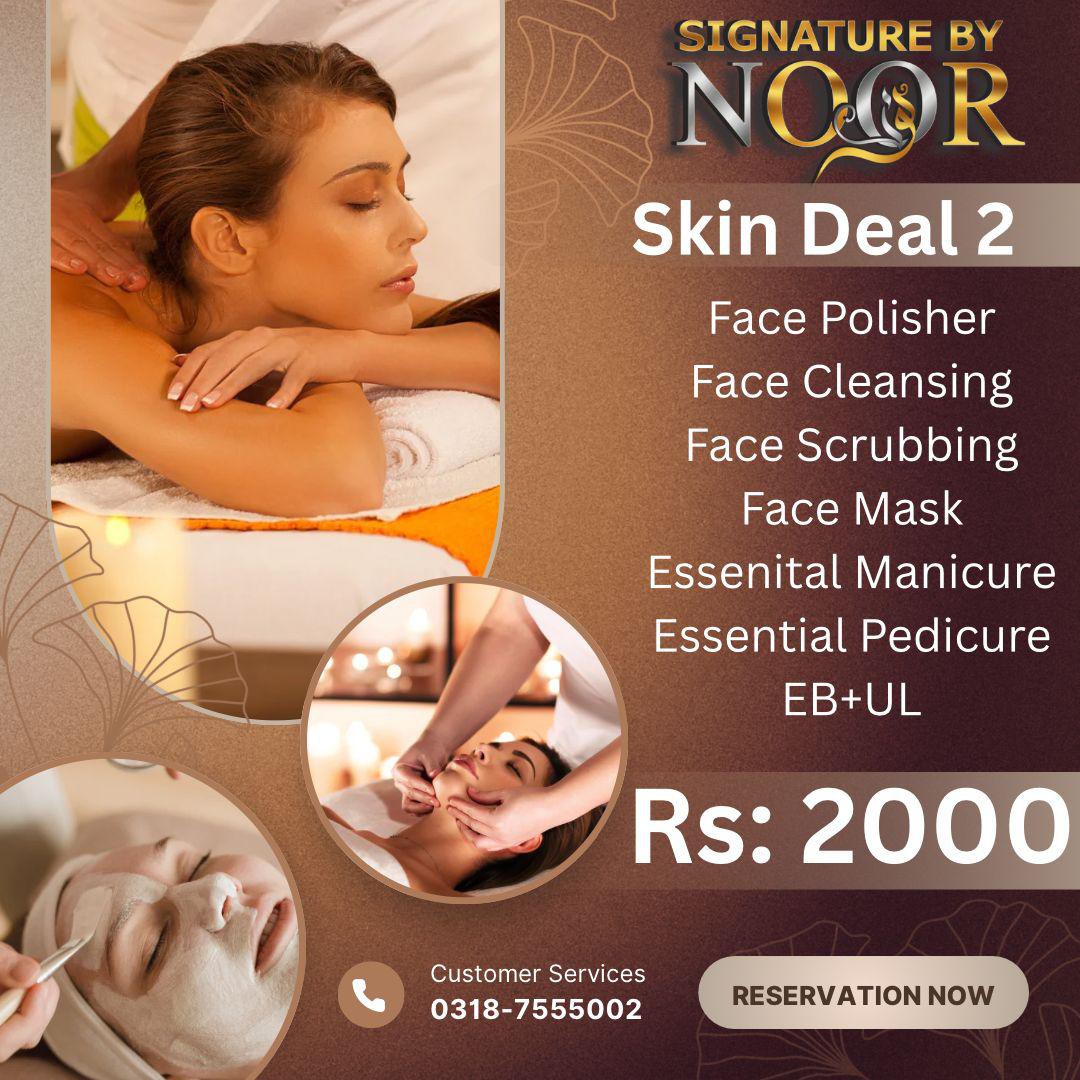 SIGNATURE BY
NOOR
Skin Deal 2
Face Polisher
Face Cleansing
Face Scrubbing
Face Mask
Essenital Manicure
Essential Pedicure
EB+UL
Rs: 2000
Customer Services
0318-7555002
RESERVATION NOW